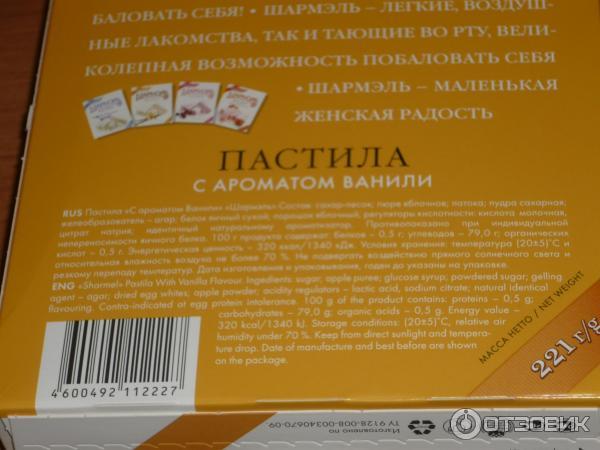 БАЛОВАТЬ СЕБЯ! • ШАРМЭЛЬ – ЛЕГКИЕ, ВОЗДУШ-
НЫЕ ЛАКОМСТВА, ТАК И ТАЮЩИЕ ВО РТУ, ВЕЛИ-
КОЛЕПНАЯ ВОЗМОЖНОСТЬ ПОБАЛОВАТЬ СЕБЯ
• ШАРМЭЛЬ – МАЛЕНЬКАЯ
ЖЕНСКАЯ РАДОСТЬ
ПАСТИЛА
С АРОМАТОМ ВАНИЛИ
RUS Пастила «С ароматом Ванили» «Шармэль».Состав: сахар-песок; пюре яблочное; патока; пудра сахарная;
желеобразователь – агар; белок яичный сухой; порошок яблочный; регуляторы кислотности: кислота молочная,
цитрат натрия; идентичный натуральному ароматизатор. Противопоказано при индивидуальной
непереносимости яичного белка. 100 г продукта содержат: белков – 0,5 г; углеводов – 79,0 г; органических
кислот – 0,5 г. Энергетическая ценность – 320 ккал/1340 кДж. Условия хранения: температура (20±5)˚С и
относительная влажность воздуха не более 70 %. Не подвергать воздействию прямого солнечного света и
резкому перепаду температур. Дата изготовления и упаковывания, годен до указаны на упаковке.
ENG «Sharmel» Pastila With Vanilla Flavour. Ingredients: sugar; apple puree; glucose syrup; powdered sugar; gelling
agent – agar; dried egg whites; apple powder; acidity regulators – lactic acid, sodium citrate; natural identical
flavouring. Contra-indicated at egg protein intolerance. 100 g of the product contains: proteins – 0,5 g;
carbohydrates – 79,0 g; organic acids – 0,5 g. Energy value –
320 kcal/1340 kJ. Storage conditions: (20±5)˚C, relative air
humidity under 70 %. Keep from direct sunlight and tempera-
ture drop. Date of manufacture and best before are shown
on the package.
МАССА НЕТТО / NET WEIGHT
221 г/g
4 600492 112227
Изготовлено по
ТУ 9128-008-00340670-09.
ОТЗОВИК